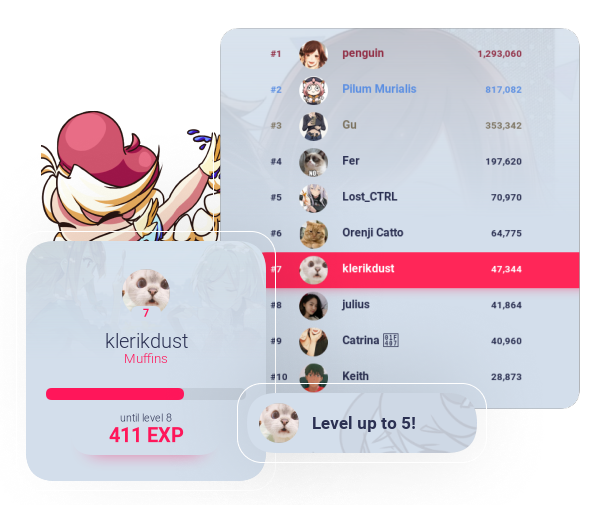 #1 penguin 1,293,060
#2 Pilum Murialis 817,082
#3 Gu 353,342
#4 Fer 197,620
#5 Lost_CTRL 70,970
#6 Orenji Catto 64,775
#7 klerikdust 47,344
#8 julius 41,864
#9 Catrina 40,960
#10 Keith 28,873
NO
7
klerikdust
Muffins
until level 8
411 EXP
Level up to 5!